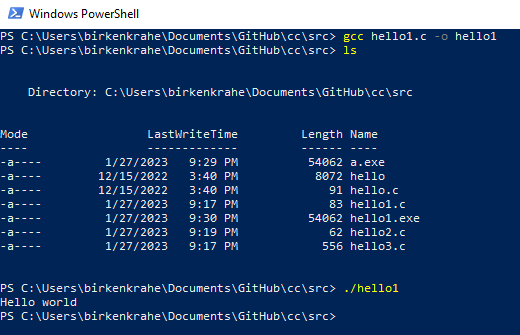 Windows PowerShell
PS C:\Users\birkenkrahe\Documents\GitHub\cc\src> gcc hello1.c -o hello1
PS C:\Users\birkenkrahe\Documents\GitHub\cc\src> ls
Directory: C:\Users\birkenkrahe\Documents\GitHub\cc\src
Mode LastWriteTime Length Name
---- ------------- ------ ----
-a---- 1/27/2023 9:29 PM 54062 a.exe
-a---- 12/15/2022 3:40 PM 8072 hello
-a---- 12/15/2022 3:40 PM 91 hello.c
-a---- 1/27/2023 9:17 PM 83 hello1.c
-a---- 1/27/2023 9:30 PM 54062 hello1.exe
-a---- 1/27/2023 9:19 PM 62 hello2.c
-a---- 1/27/2023 9:17 PM 556 hello3.c
PS C:\Users\birkenkrahe\Documents\GitHub\cc\src> ./hello1
Hello world
PS C:\Users\birkenkrahe\Documents\GitHub\cc\src>